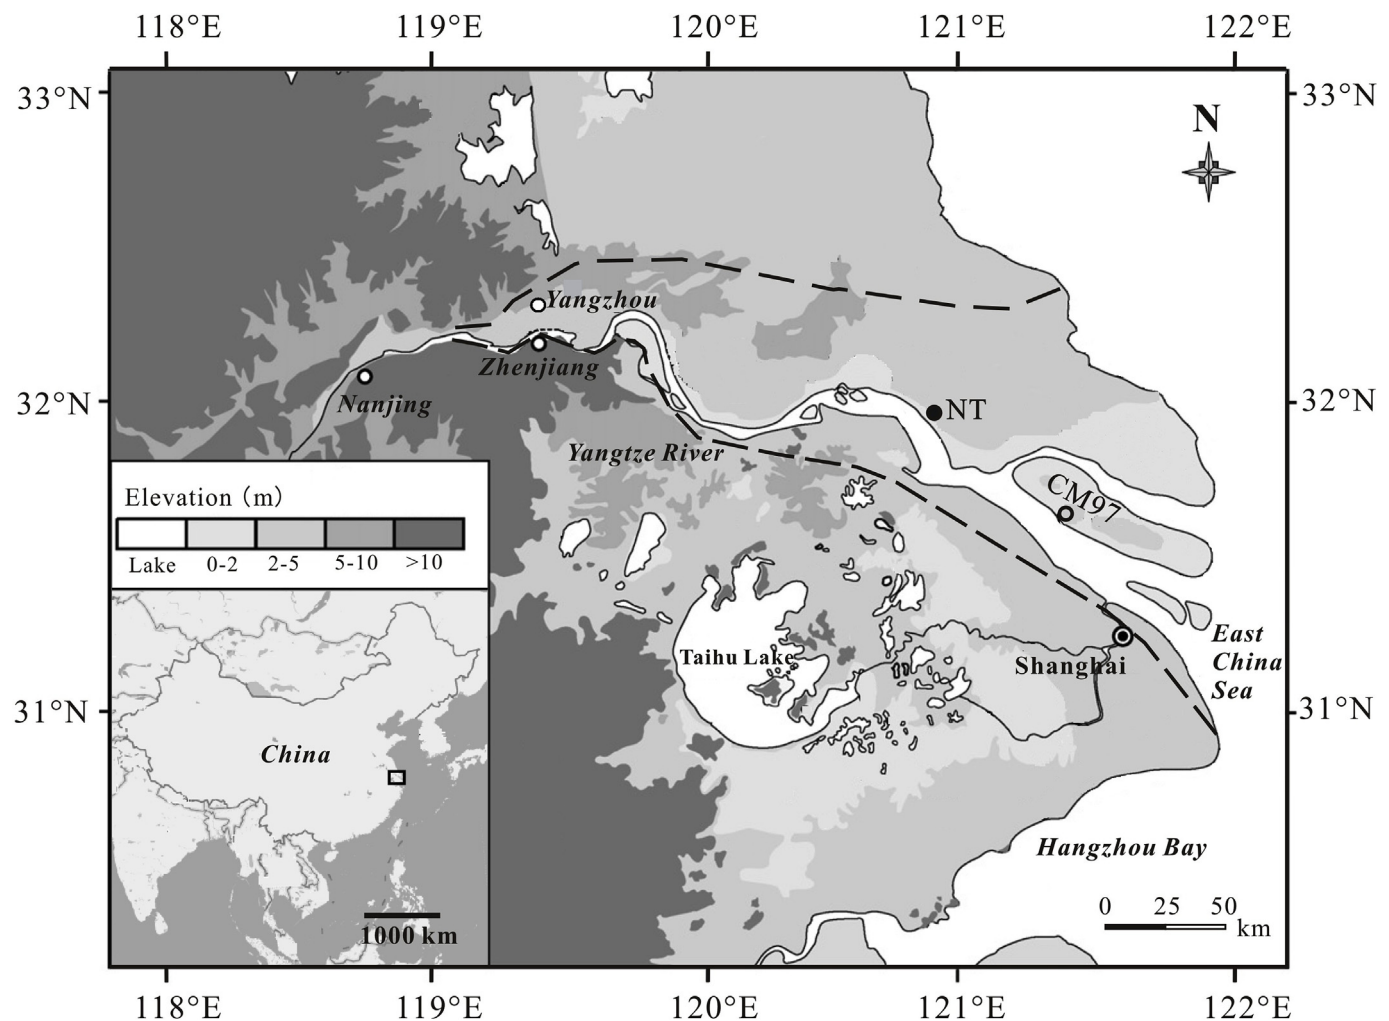 118°E 119°E 120°E 121°E 122°E
33°N 33°N
N
Yangzhou
Zhenjiang
Nanjing
32°N 32°N
NT
Yangtze River
CM97
Elevation (m)
Lake 0-2 2-5 5-10 >10
East
China
Sea
Taihu Lake
Shanghai
31°N 31°N
China
Hangzhou Bay
0 25 50
km
1000 km
118°E 119°E 120°E 121°E 122°E